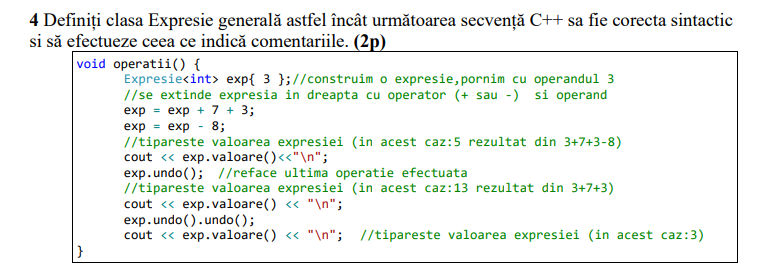 4 Definiți clasa Expresie generală astfel încât următoarea secvență C++ sa fie corecta sintactic
si să efectueze ceea ce indică comentariile. (2p)
void operatii() {
Expresie<int> exp{ 3 };//construim o expresie,pornim cu operandul 3
//se extinde expresia in dreapta cu operator (+ sau -)  si operand
exp = exp + 7 + 3;
exp = exp - 8;
//tipareste valoarea expresiei (in acest caz:5 rezultat din 3+7+3-8)
cout << exp.valoare()<<"\n";
exp.undo();  //reface ultima operatie efectuata
//tipareste valoarea expresiei (in acest caz:13 rezultat din 3+7+3)
cout << exp.valoare() << "\n";
exp.undo().undo();
cout << exp.valoare() << "\n";  //tipareste valoarea expresiei (in acest caz:3)
}